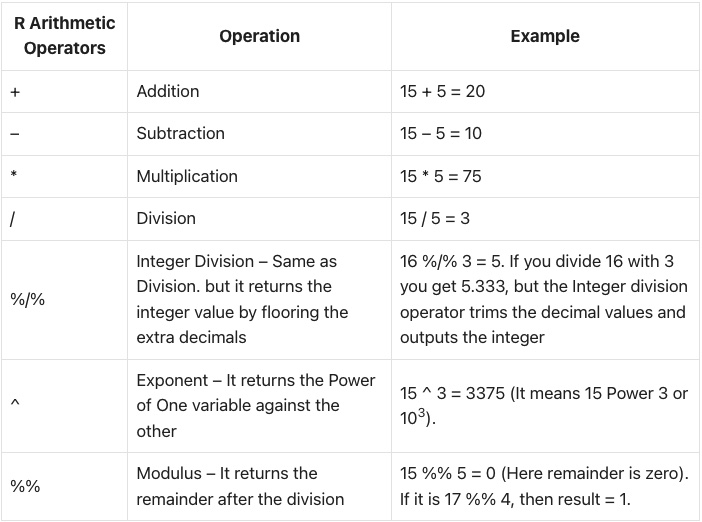 R Arithmetic
Operators
Operation
Example
+
Addition
15 + 5 = 20
–
Subtraction
15 – 5 = 10
*
Multiplication
15 * 5 = 75
/
Division
15 / 5 = 3
%/%
Integer Division – Same as
Division. but it returns the
integer value by flooring the
extra decimals
16 %/% 3 = 5. If you divide 16 with 3
you get 5.333, but the Integer division
operator trims the decimal values and
outputs the integer
^
Exponent – It returns the Power
of One variable against the
other
15 ^ 3 = 3375 (It means 15 Power 3 or
10³).
%%
Modulus – It returns the
remainder after the division
15 %% 5 = 0 (Here remainder is zero).
If it is 17 %% 4, then result = 1.